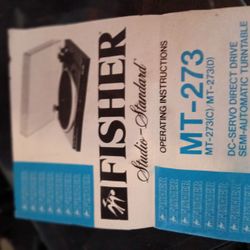 FISHER
Studio-Standard
OPERATING INSTRUCTIONS
MT-273
MT-273(C)/MT-273(D)
DC-SERVO DIRECT DRIVE
SEMI-AUTOMATIC TURNTABLE